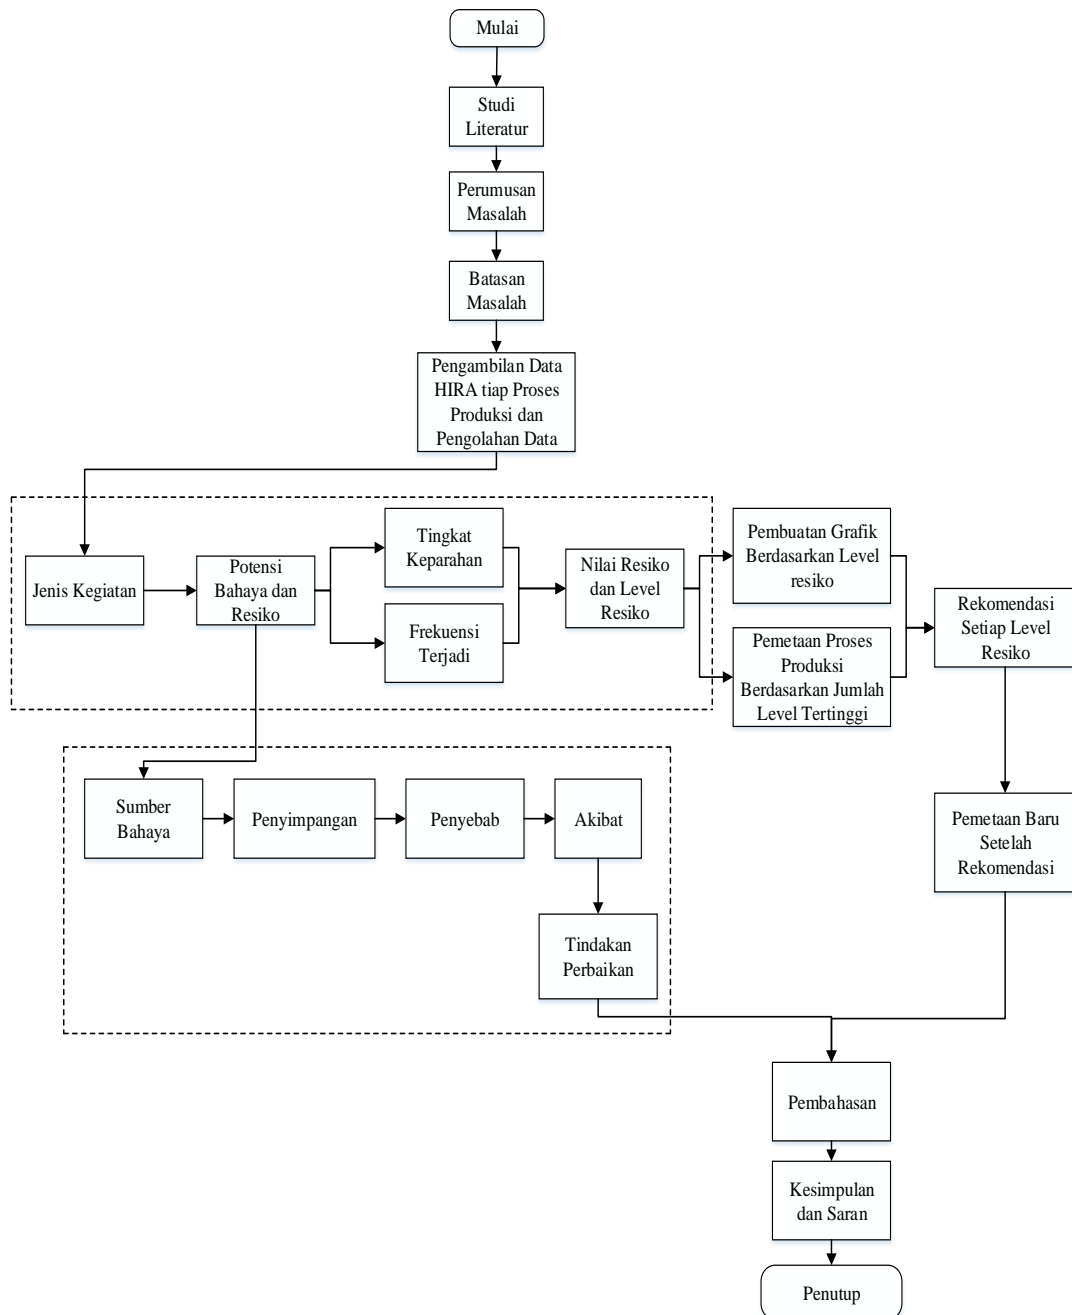 Mulai
Studi
Literatur
Perumusan
Masalah
Batasan
Masalah
Pengambilan Data
HIRA tiap Proses
Produksi dan
Pengolahan Data
Jenis Kegiatan
Potensi
Bahaya dan
Resiko
Tingkat
Keparahan
Frekuensi
Terjadi
Nilai Resiko
dan Level
Resiko
Pembuatan Grafik
Berdasarkan Level
resiko
Pemetaan Proses
Produksi
Berdasarkan Jumlah
Level Tertinggi
Rekomendasi
Setiap Level
Resiko
Sumber
Bahaya
Penyimpangan
Penyebab
Akibat
Tindakan
Perbaikan
Pemetaan Baru
Setelah
Rekomendasi
Pembahasan
Kesimpulan
dan Saran
Penutup